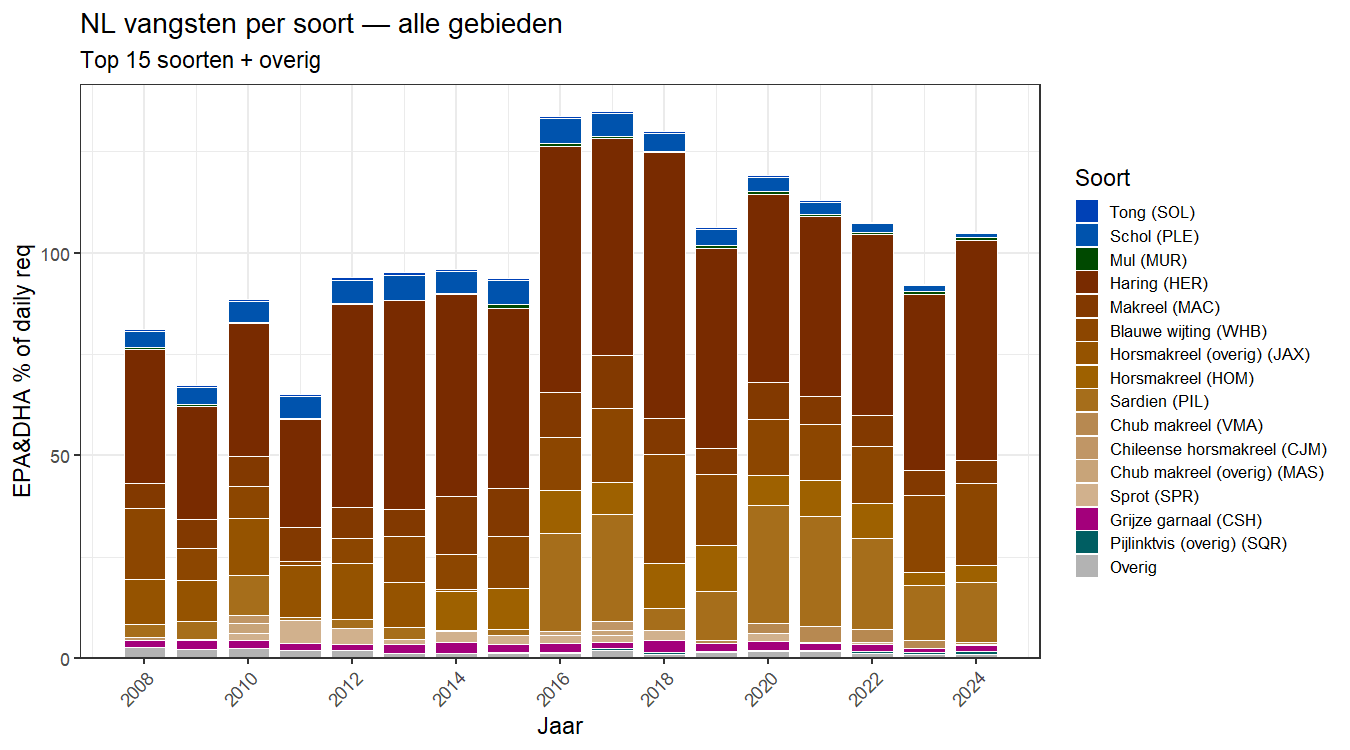 NL vangsten per soort — alle gebieden
Top 15 soorten + overig
EPA&DHA % of daily req
100
50
0
2008
2010
2012
2014
2016
2018
2020
2022
2024
Jaar
Soort
Tong (SOL)
Schol (PLE)
Mul (MUR)
Haring (HER)
Makreel (MAC)
Blauwe wijting (WHB)
Horsmakreel (overig) (JAX)
Horsmakreel (HOM)
Sardien (PIL)
Chub makreel (VMA)
Chileense horsmakreel (CJM)
Chub makreel (overig) (MAS)
Sprot (SPR)
Grijze garnaal (CSH)
Pijlinktvis (overig) (SQR)
Overig